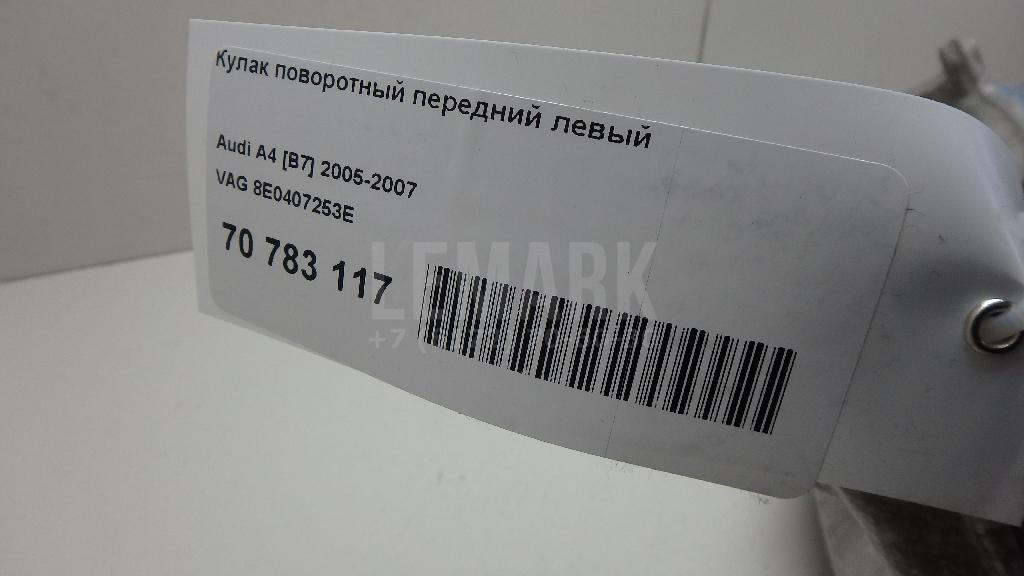 Кулак поворотный передний левый
Audi A4 [B7] 2005-2007
VAG 8E0407253E
70 783 117
LEMARK